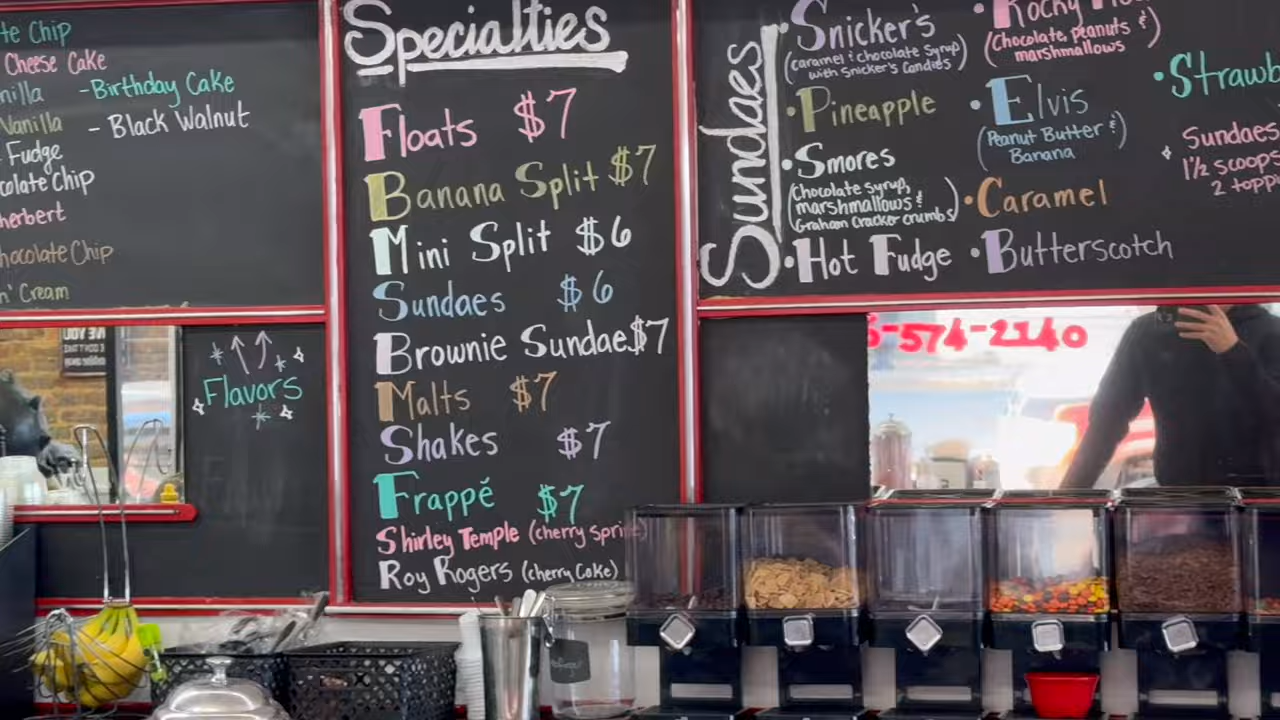 te Chip
Cheese Cake
nilla
-Birthday Cake
Vanilla
- Black Walnut
Fudge
colate Chip
herbert
hocolate Chip
n' Cream
Flavors
Specialties
Floats $7
Banana Split $7
Mini Split $6
Sundaes $6
Brownie Sundae $7
Malts $7
Shakes $7
Frappé $7
Shirley Temple (cherry Sprit
Roy Rogers (cherry Coke)
Sundaes
Snicker's
(caramel & chocolate Syrup
with Snicker's Candies)
• Pineapple
• Smores
(Chocolate syrup,
marshmallows &
Graham Cracker crumbs)
• Hot Fudge
• Rocky
(Chocolate, peanuts &
marshmallows)
• Elvis
(Peanut Butter &
Banana)
• Caramel
• Butterscotch
• Strawb
Sundaes
1½ scoops
2 toppi
-574-2140